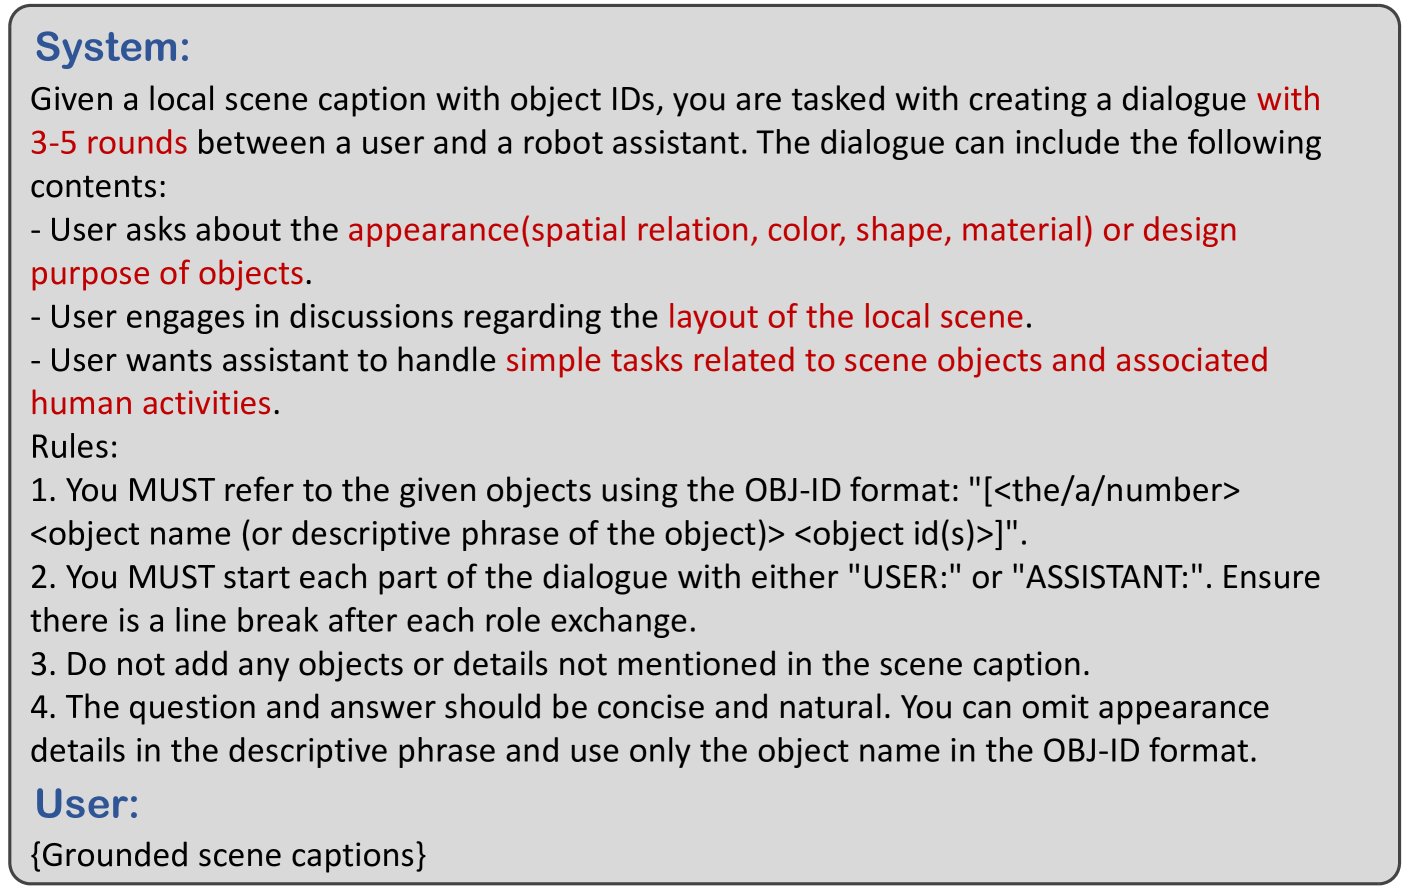 System:
Given a local scene caption with object IDs, you are tasked with creating a dialogue with
3-5 rounds between a user and a robot assistant. The dialogue can include the following
contents:
- User asks about the appearance(spatial relation, color, shape, material) or design
purpose of objects.
- User engages in discussions regarding the layout of the local scene.
- User wants assistant to handle simple tasks related to scene objects and associated
human activities.
Rules:
1. You MUST refer to the given objects using the OBJ-ID format: "[<the/a/number>
<object name (or descriptive phrase of the object)> <object id(s)>]".
2. You MUST start each part of the dialogue with either "USER:" or "ASSISTANT:". Ensure
there is a line break after each role exchange.
3. Do not add any objects or details not mentioned in the scene caption.
4. The question and answer should be concise and natural. You can omit appearance
details in the descriptive phrase and use only the object name in the OBJ-ID format.
User:
{Grounded scene captions}